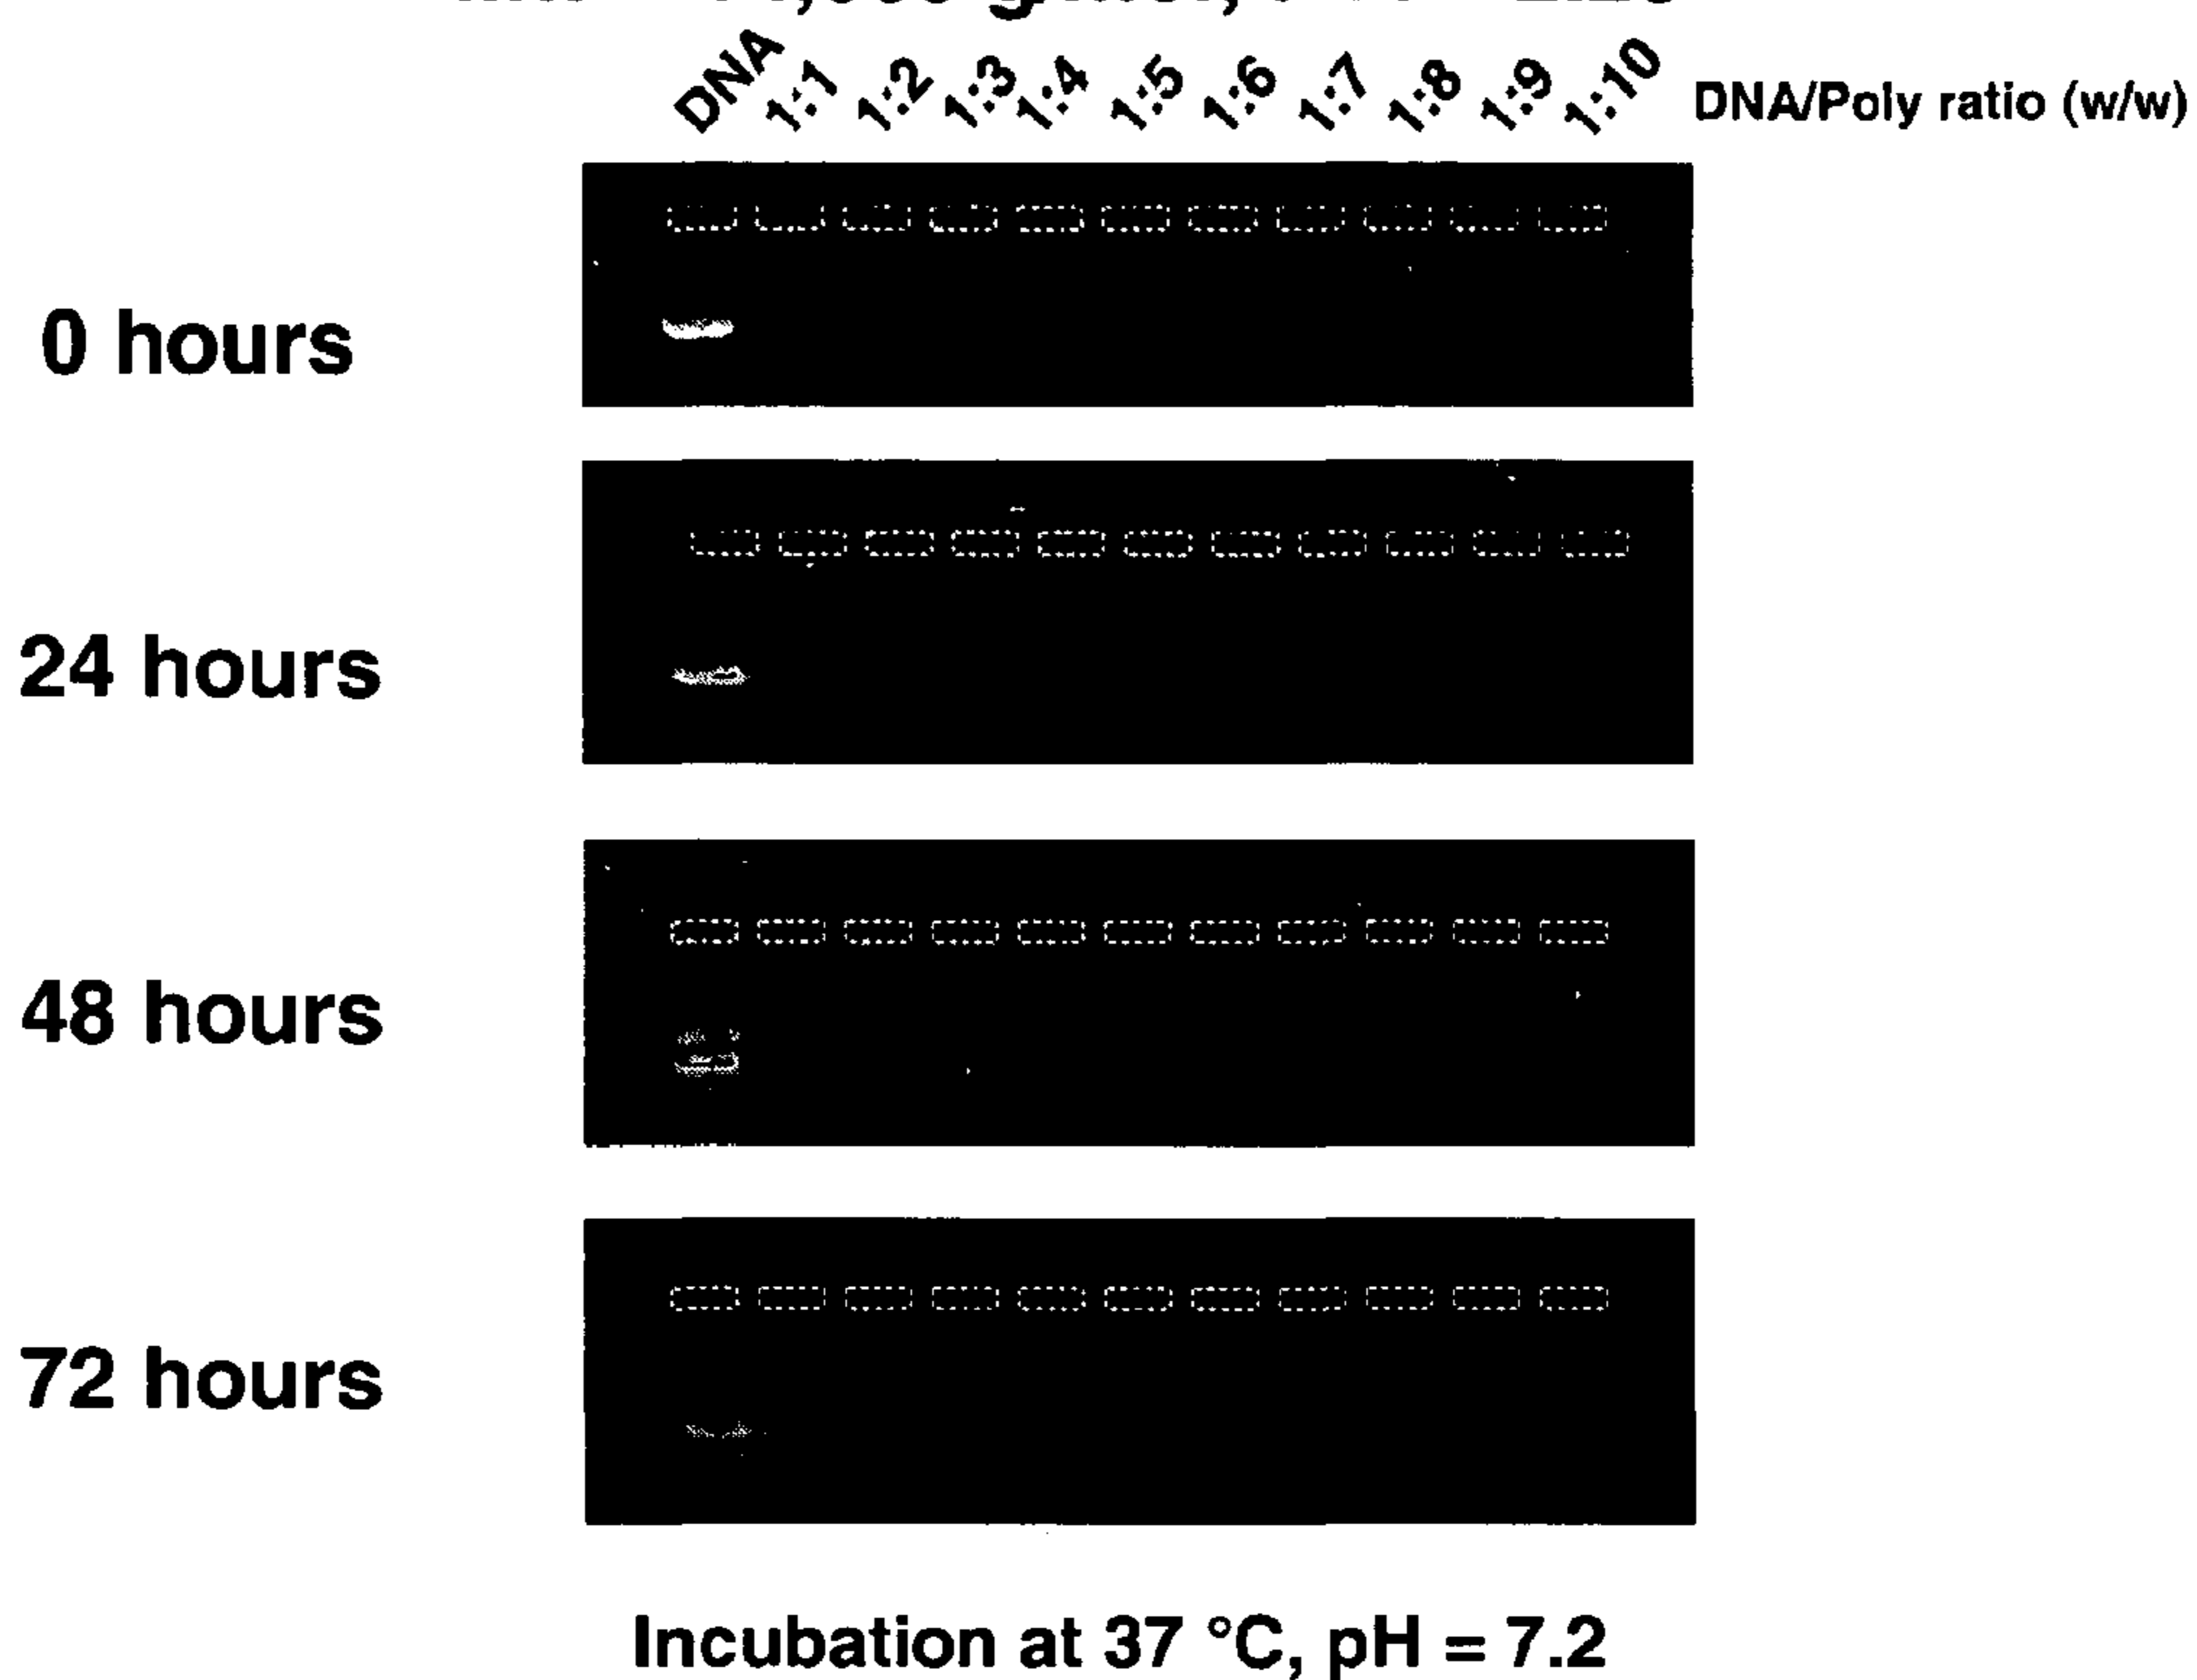 DNA 1:1 1:2 1:3 1:4 1:5 1:6 1:7 1:8 1:9 1:10 DNA/Poly ratio (w/w)
0 hours
24 hours
48 hours
72 hours
Incubation at 37 °C, pH = 7.2